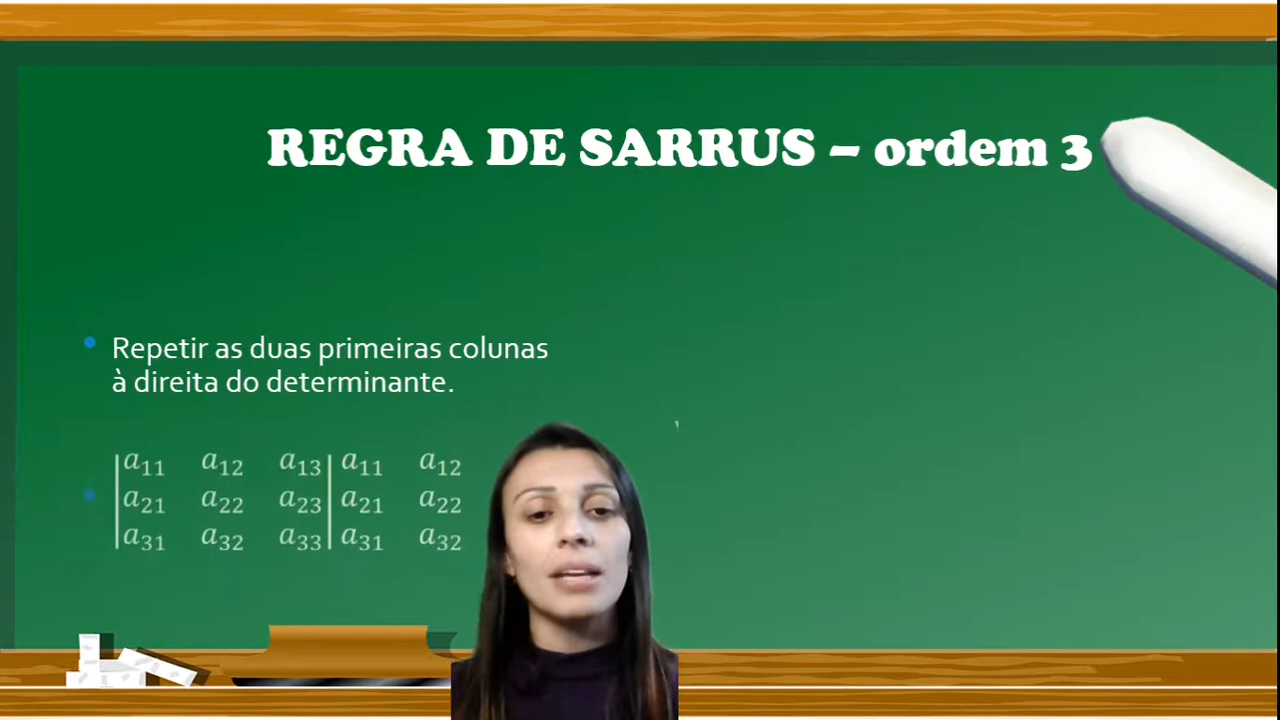 REGRA DE SARRUS – ordem 3
• Repetir as duas primeiras colunas
à direita do determinante.
• |a₁₁ a₁₂ a₁₃| a₁₁ a₁₂
|a₂₁ a₂₂ a₂₃| a₂₁ a₂₂
|a₃₁ a₃₂ a₃₃| a₃₁ a₃₂